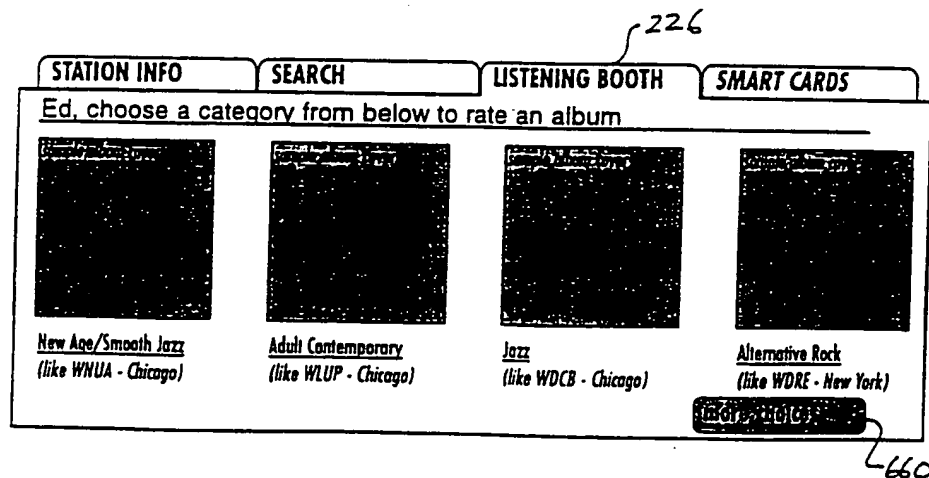 226
STATION INFO SEARCH LISTENING BOOTH SMART CARDS
Ed, choose a category from below to rate an album
New Age/Smooth Jazz Adult Contemporary Jazz Alternative Rock
(like WNUA - Chicago) (like WLUP - Chicago) (like WDCB - Chicago) (like WDRE - New York)
660